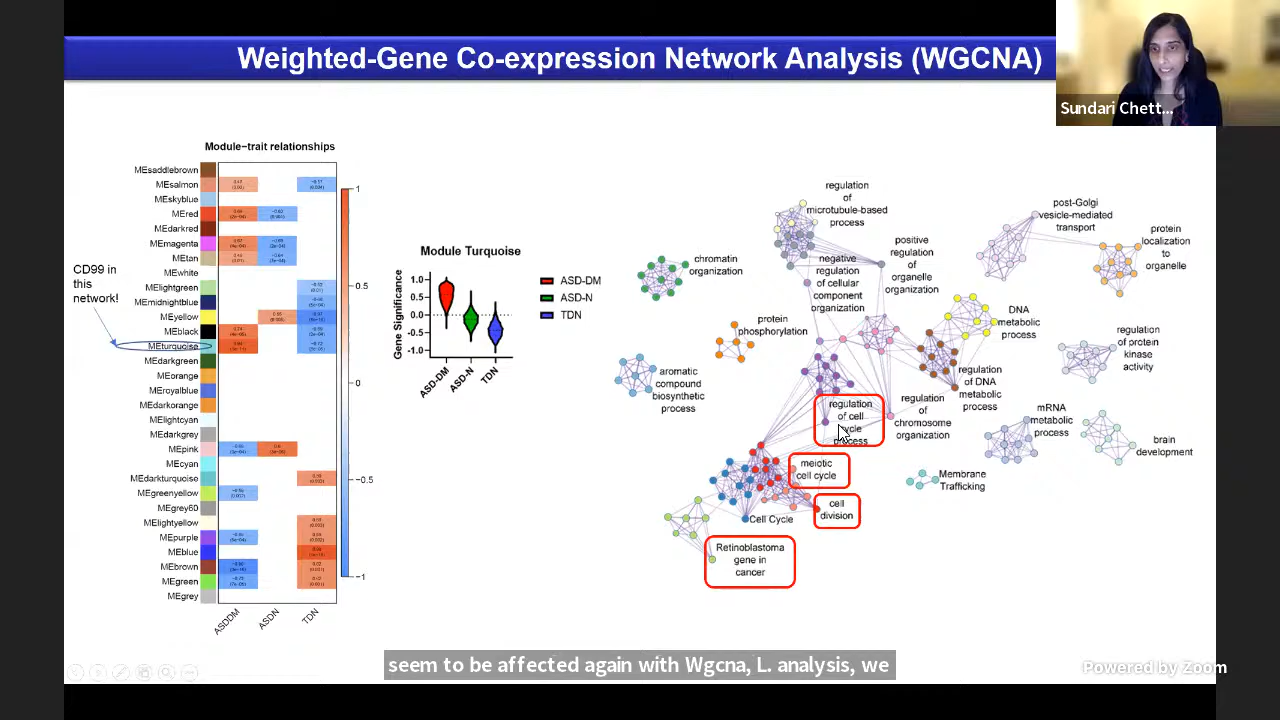 Weighted-Gene Co-expression Network Analysis (WGCNA)
Sundari Chett...
Module-trait relationships
MEsaddlebrown
MEsalmon
MEskyblue
MEred
MEdarkred
MEmagenta
MEtan
MEwhite
MElightgreen
MEmidnightblue
MEyellow
MEblack
MEturquoise
MEdarkgreen
MEorange
MEroyalblue
MEdarkorange
MElightcyan
MEdarkgrey
MEpink
MEcyan
MEdarkturquoise
MEgreenyellow
MEgrey60
MElightyellow
MEpurple
MEblue
MEbrown
MEgreen
MEgrey
ASDDM
ASDN
TDN
1
0.5
0
−0.5
−1
CD99 in
this
network!
Module Turquoise
Gene Significance
1.0
0.5
0.0
-0.5
-1.0
ASD-DM
ASD-N
TDN
ASD-DM
ASD-N
TDN
regulation
of
microtubule-based
process
post-Golgi
vesicle-mediated
transport
protein
localization
to
organelle
positive
regulation
of
organelle
organization
chromatin
organization
negative
regulation
of cellular
component
organization
DNA
metabolic
process
protein
phosphorylation
regulation
of protein
kinase
activity
aromatic
compound
biosynthetic
process
regulation
of DNA
metabolic
process
regulation
of cell
cycle
process
regulation
of
chromosome
organization
mRNA
metabolic
process
brain
development
meiotic
cell cycle
Membrane
Trafficking
cell
division
Cell Cycle
Retinoblastoma
gene in
cancer
seem to be affected again with Wgcna, L. analysis, we
Powered by Zoom